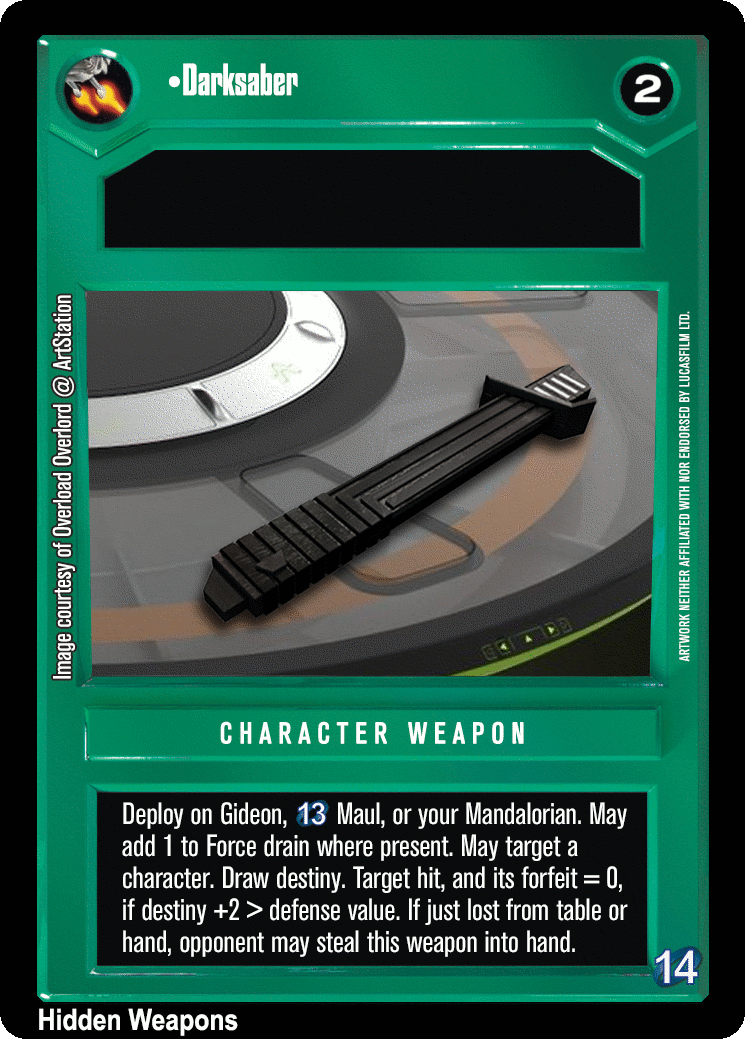 •Darksaber
2
Image courtesy of Overload Overlord @ ArtStation
ARTWORK NEITHER AFFILIATED WITH NOR ENDORSED BY LUCASFILM LTD.
CHARACTER WEAPON
Deploy on Gideon, 13 Maul, or your Mandalorian. May
add 1 to Force drain where present. May target a
character. Draw destiny. Target hit, and its forfeit = 0,
if destiny +2 > defense value. If just lost from table or
hand, opponent may steal this weapon into hand.
14
Hidden Weapons